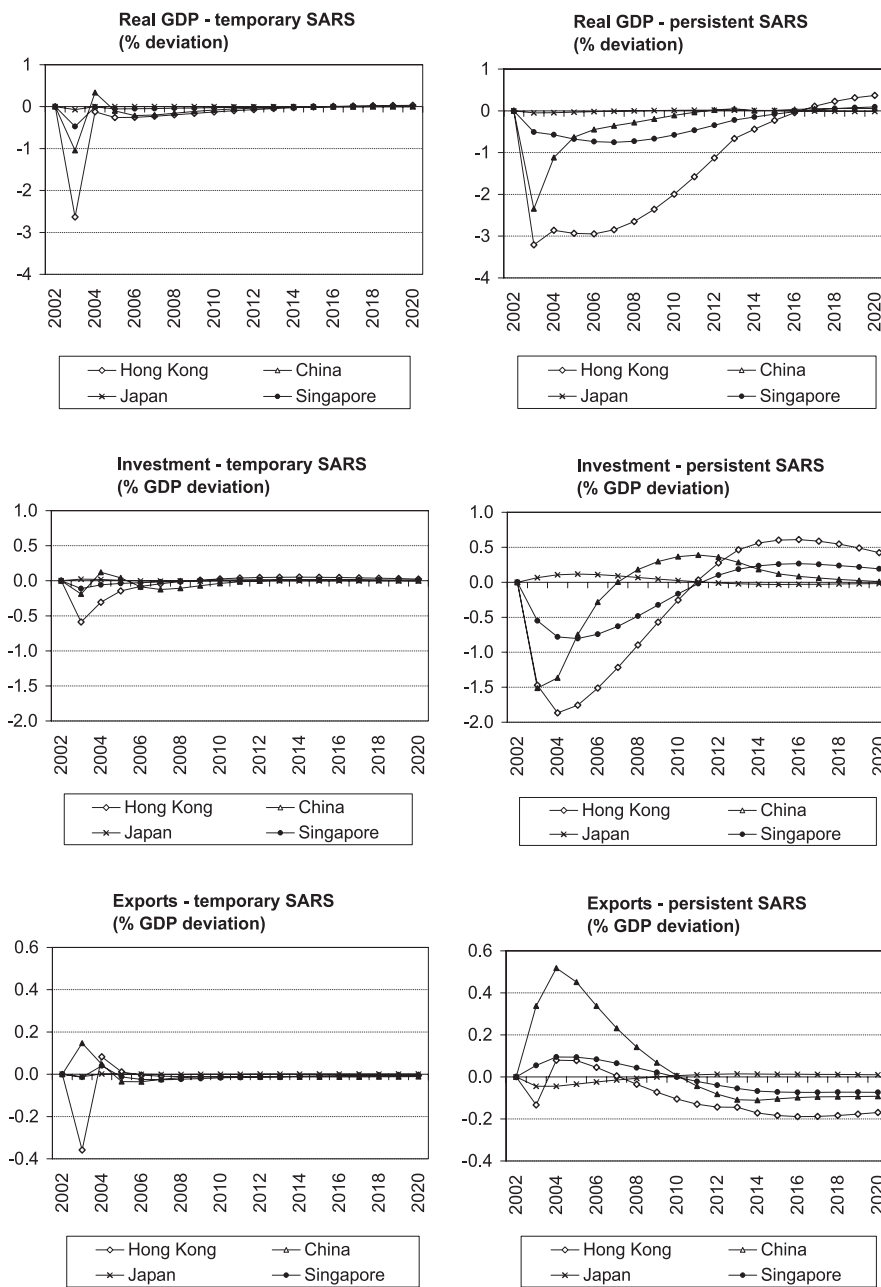 Real GDP - temporary SARS
(% deviation)
1
0
-1
-2
-3
-4
2002 2004 2006 2008 2010 2012 2014 2016 2018 2020
Hong Kong China
Japan Singapore
Real GDP - persistent SARS
(% deviation)
1
0
-1
-2
-3
-4
2002 2004 2006 2008 2010 2012 2014 2016 2018 2020
Hong Kong China
Japan Singapore
Investment - temporary SARS
(% GDP deviation)
1.0
0.5
0.0
-0.5
-1.0
-1.5
-2.0
2002 2004 2006 2008 2010 2012 2014 2016 2018 2020
Hong Kong China
Japan Singapore
Investment - persistent SARS
(% GDP deviation)
1.0
0.5
0.0
-0.5
-1.0
-1.5
-2.0
2002 2004 2006 2008 2010 2012 2014 2016 2018 2020
Hong Kong China
Japan Singapore
Exports - temporary SARS
(% GDP deviation)
0.6
0.4
0.2
0.0
-0.2
-0.4
2002 2004 2006 2008 2010 2012 2014 2016 2018 2020
Hong Kong China
Japan Singapore
Exports - persistent SARS
(% GDP deviation)
0.6
0.4
0.2
0.0
-0.2
-0.4
2002 2004 2006 2008 2010 2012 2014 2016 2018 2020
Hong Kong China
Japan Singapore